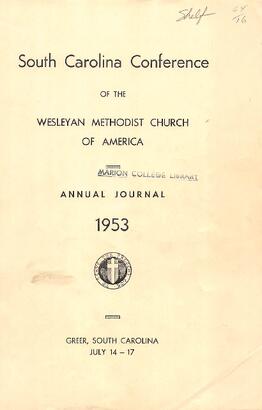 Shelf
South Carolina Conference
OF THE
WESLEYAN METHODIST CHURCH
OF AMERICA
MARION COLLEGE LIBRARY
ANNUAL JOURNAL
1953
GREER, SOUTH CAROLINA
JULY 14 – 17